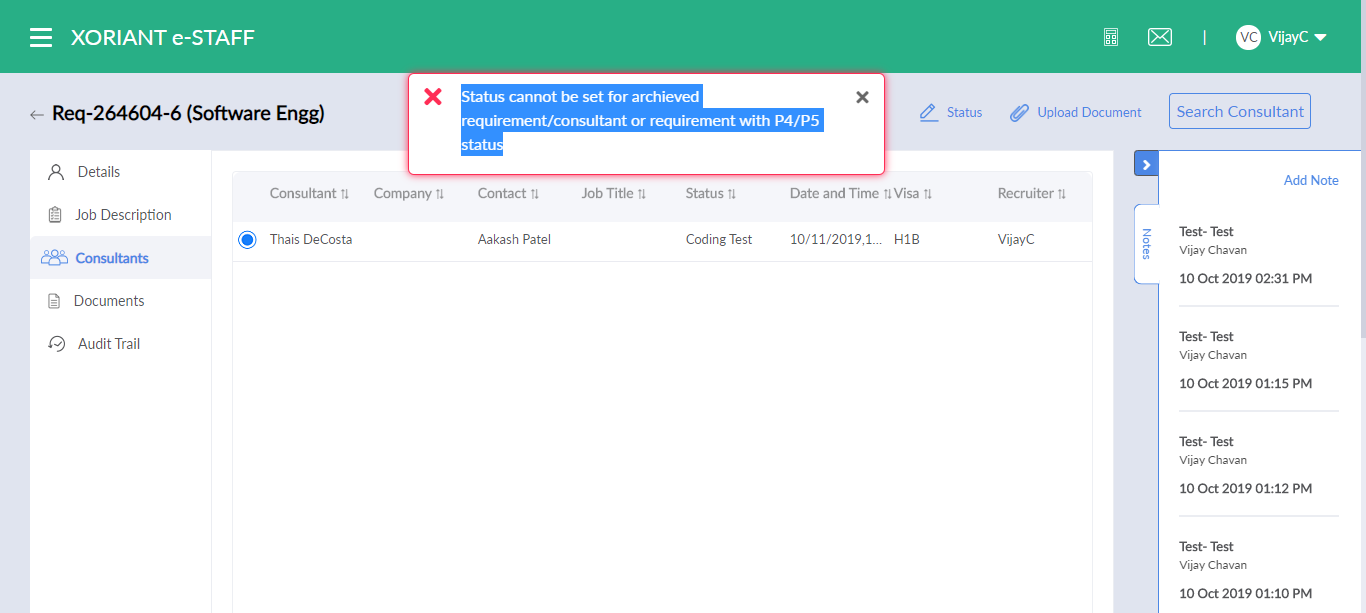 XORIANT e-STAFF
|
VC VijayC
Req-264604-6 (Software Engg)
Status cannot be set for archieved
requirement/consultant or requirement with P4/P5
status
Status
Upload Document
Search Consultant
Details
Job Description
Consultants
Documents
Audit Trail
Consultant Company Contact Job Title Status Date and Time Visa Recruiter
Thais DeCosta Aakash Patel Coding Test 10/11/2019,1... H1B VijayC
Notes
Add Note
Test- Test
Vijay Chavan
10 Oct 2019 02:31 PM
Test- Test
Vijay Chavan
10 Oct 2019 01:15 PM
Test- Test
Vijay Chavan
10 Oct 2019 01:12 PM
Test- Test
Vijay Chavan
10 Oct 2019 01:10 PM